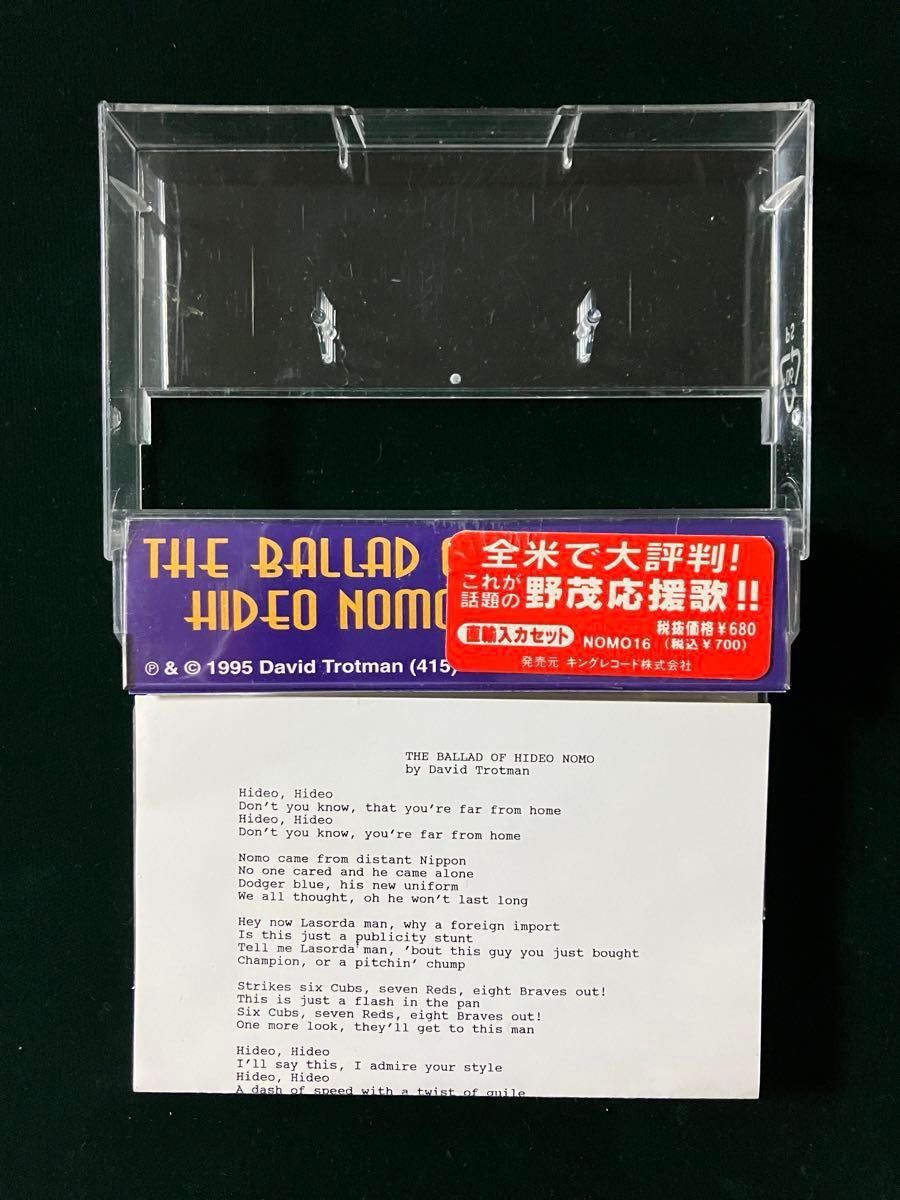 THE BALLAD
HIDEO NOMO
℗ & © 1995 David Trotman (415)
全米で大評判!
これが
話題の 野茂応援歌!!
直輸入カセット NOMO16 税抜価格¥680
(税込¥700)
発売元 キングレコード株式会社
THE BALLAD OF HIDEO NOMO
by David Trotman
Hideo, Hideo
Don't you know, that you're far from home
Hideo, Hideo
Don't you know, you're far from home
Nomo came from distant Nippon
No one cared and he came alone
Dodger blue, his new uniform
We all thought, oh he won't last long
Hey now Lasorda man, why a foreign import
Is this just a publicity stunt
Tell me Lasorda man, 'bout this guy you just bought
Champion, or a pitchin' chump
Strikes six Cubs, seven Reds, eight Braves out!
This is just a flash in the pan
Six Cubs, seven Reds, eight Braves out!
One more look, they'll get to this man
Hideo, Hideo
I'll say this, I admire your style
Hideo, Hideo
A dash of speed with a twist of guile